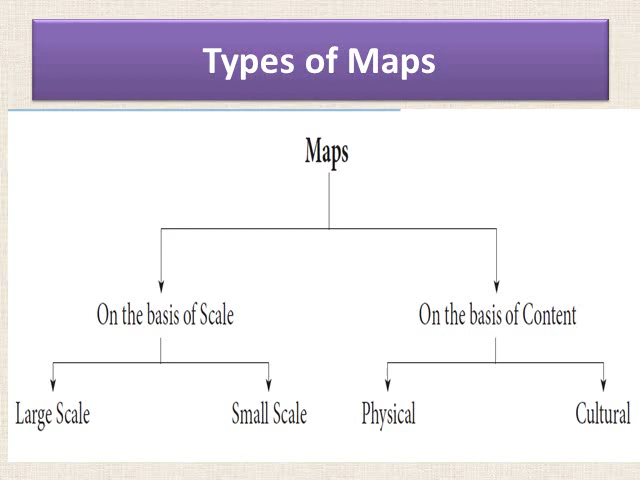 Types of Maps
Maps
On the basis of Scale
On the basis of Content
Large Scale
Small Scale
Physical
Cultural